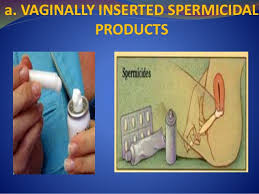 a. VAGINALLY INSERTED SPERMICIDAL
PRODUCTS
Spermicides